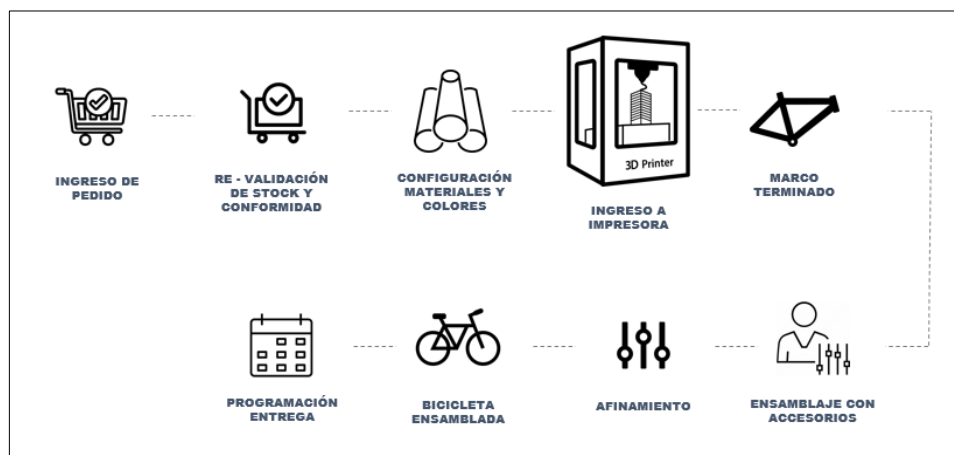 INGRESO DE
PEDIDO
RE - VALIDACIÓN
DE STOCK Y
CONFORMIDAD
CONFIGURACIÓN
MATERIALES Y
COLORES
3D Printer
INGRESO A
IMPRESORA
MARCO
TERMINADO
PROGRAMACIÓN
ENTREGA
BICICLETA
ENSAMBLADA
AFINAMIENTO
ENSAMBLAJE CON
ACCESORIOS